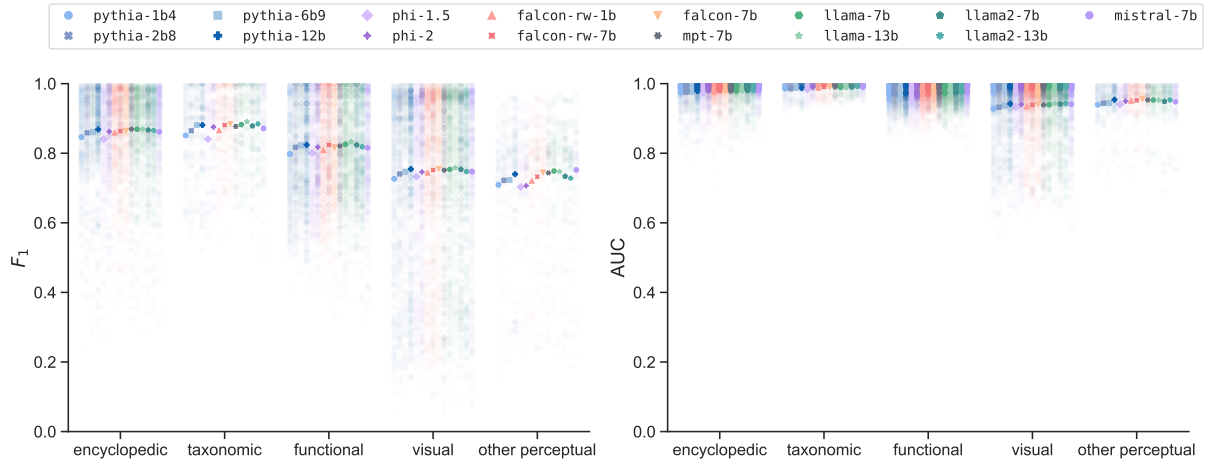 pythia-1b4 pythia-6b9 phi-1.5 falcon-rw-1b falcon-7b llama-7b llama2-7b mistral-7b
pythia-2b8 pythia-12b phi-2 falcon-rw-7b mpt-7b llama-13b llama2-13b
1.0
0.8
0.6
0.4
0.2
0.0
F1
encyclopedic taxonomic functional visual other perceptual
1.0
0.8
0.6
0.4
0.2
0.0
AUC
encyclopedic taxonomic functional visual other perceptual